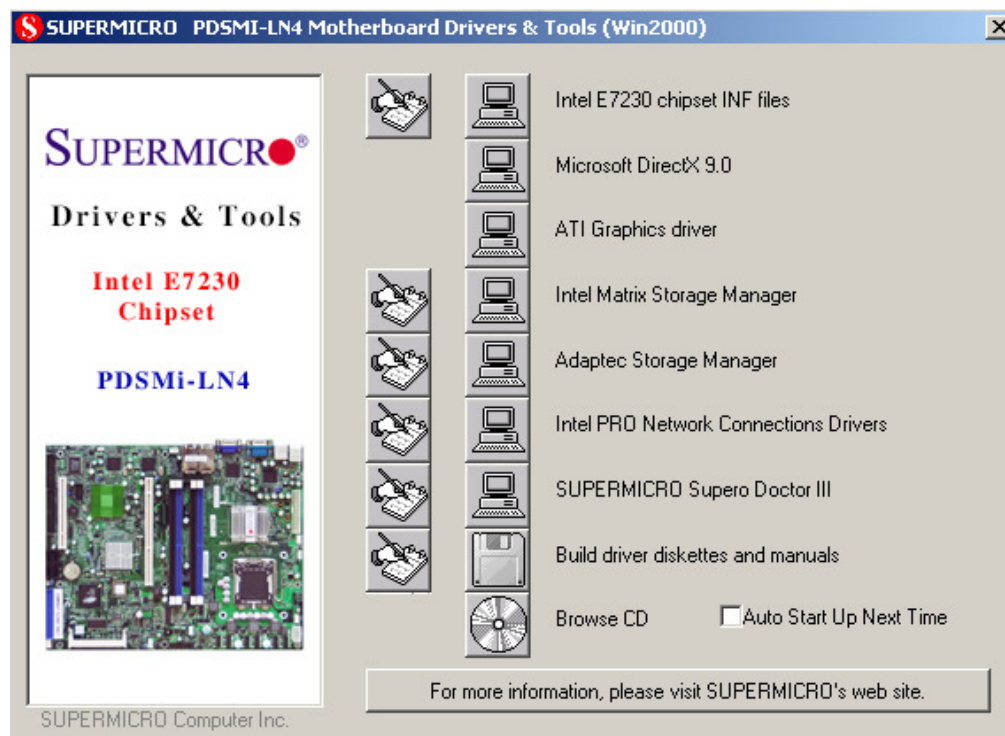 SUPERMICRO PDSMI-LN4 Motherboard Drivers & Tools (Win2000)
SUPERMICRO®
Drivers & Tools
Intel E7230
Chipset
PDSMi-LN4
SUPERMICRO Computer Inc.
Intel E7230 chipset INF files
Microsoft DirectX 9.0
ATI Graphics driver
Intel Matrix Storage Manager
Adaptec Storage Manager
Intel PRO Network Connections Drivers
SUPERMICRO Supero Doctor III
Build driver diskettes and manuals
Browse CD
Auto Start Up Next Time
For more information, please visit SUPERMICRO's web site.